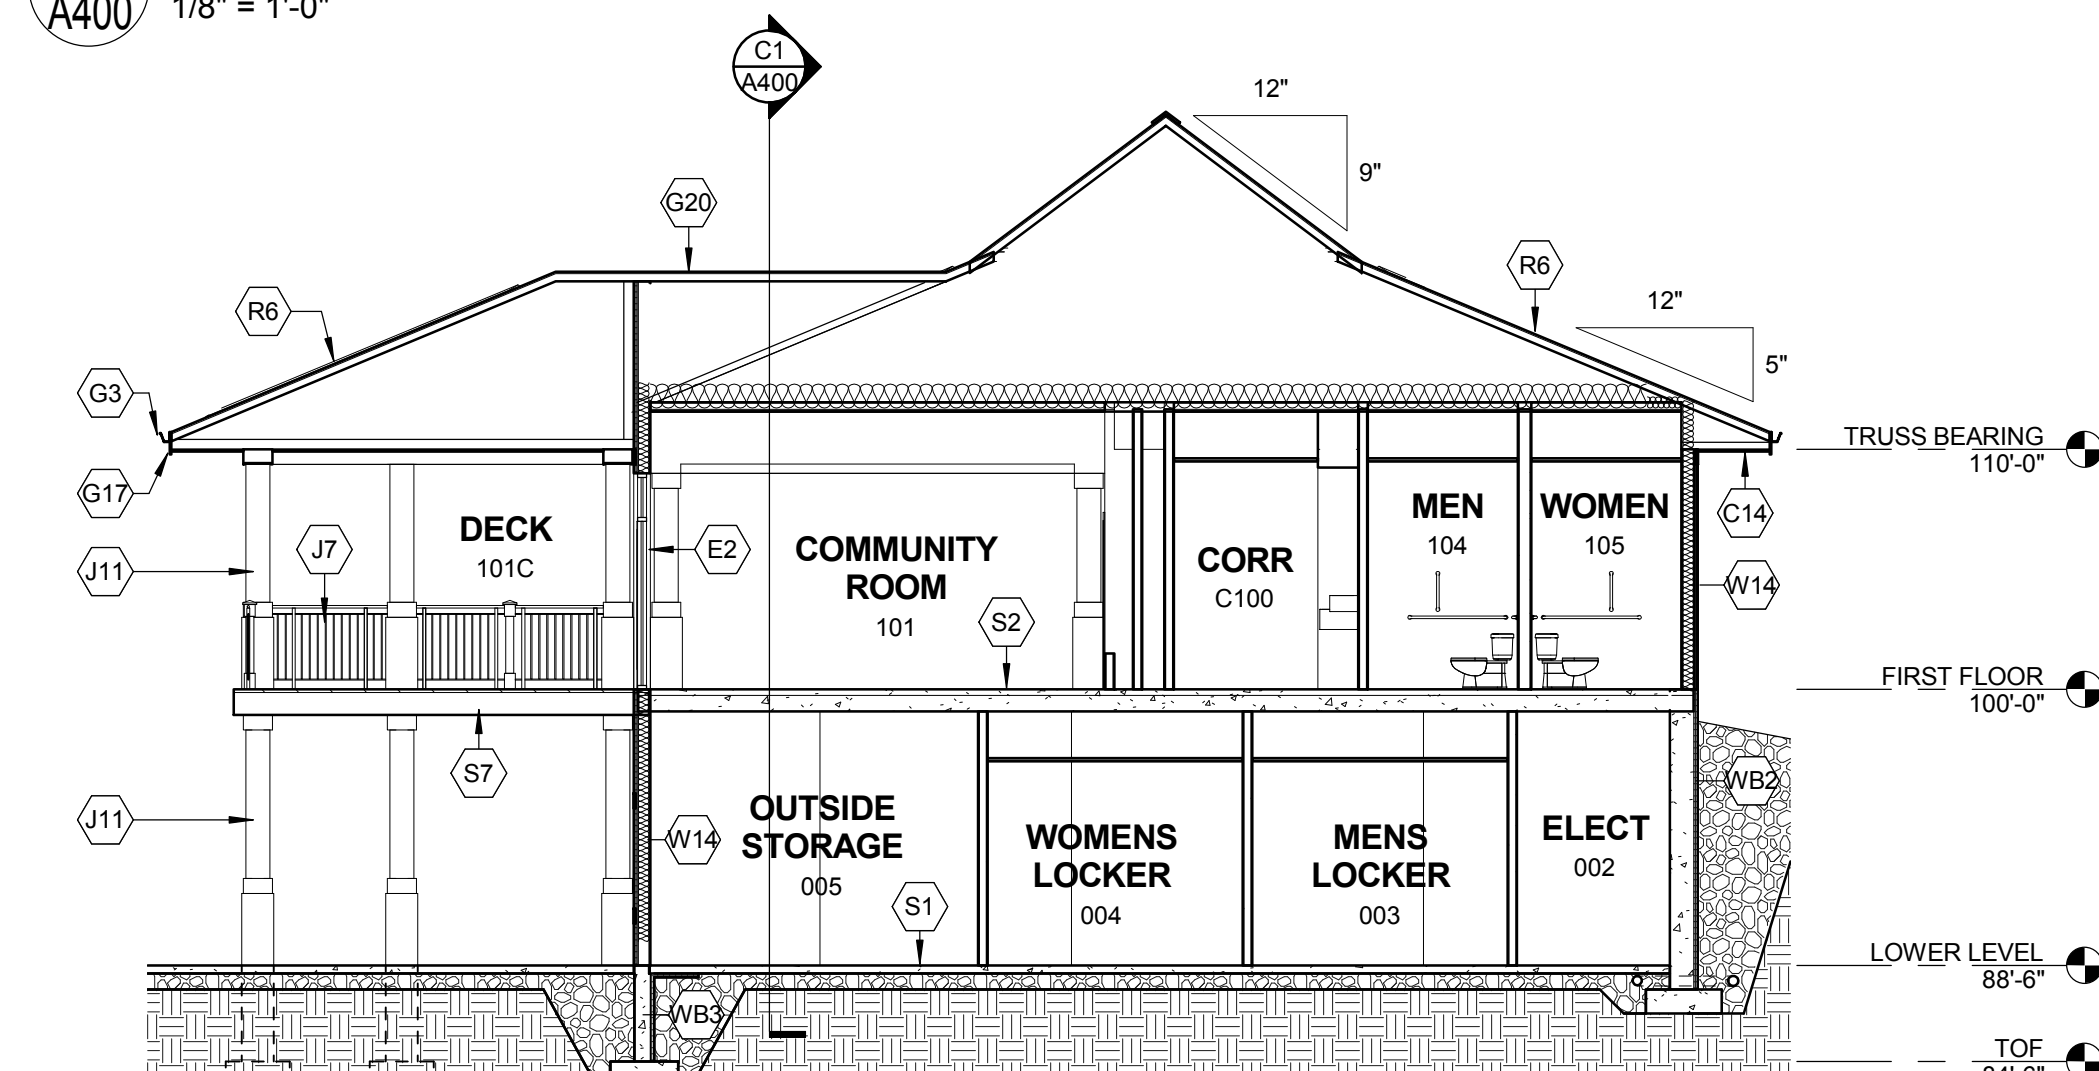 A400
1/8" = 1'-0"
C1
A400
12"
9"
G20
R6
R6
12"
5"
G3
TRUSS BEARING
110'-0"
G17
DECK
101C
J7
J11
E2
COMMUNITY
ROOM
101
S2
CORR
C100
MEN
104
WOMEN
105
C14
W14
FIRST FLOOR
100'-0"
S7
J11
OUTSIDE
STORAGE
005
W14
S1
WOMENS
LOCKER
004
MENS
LOCKER
003
ELECT
002
WB2
LOWER LEVEL
88'-6"
WB3
TOF